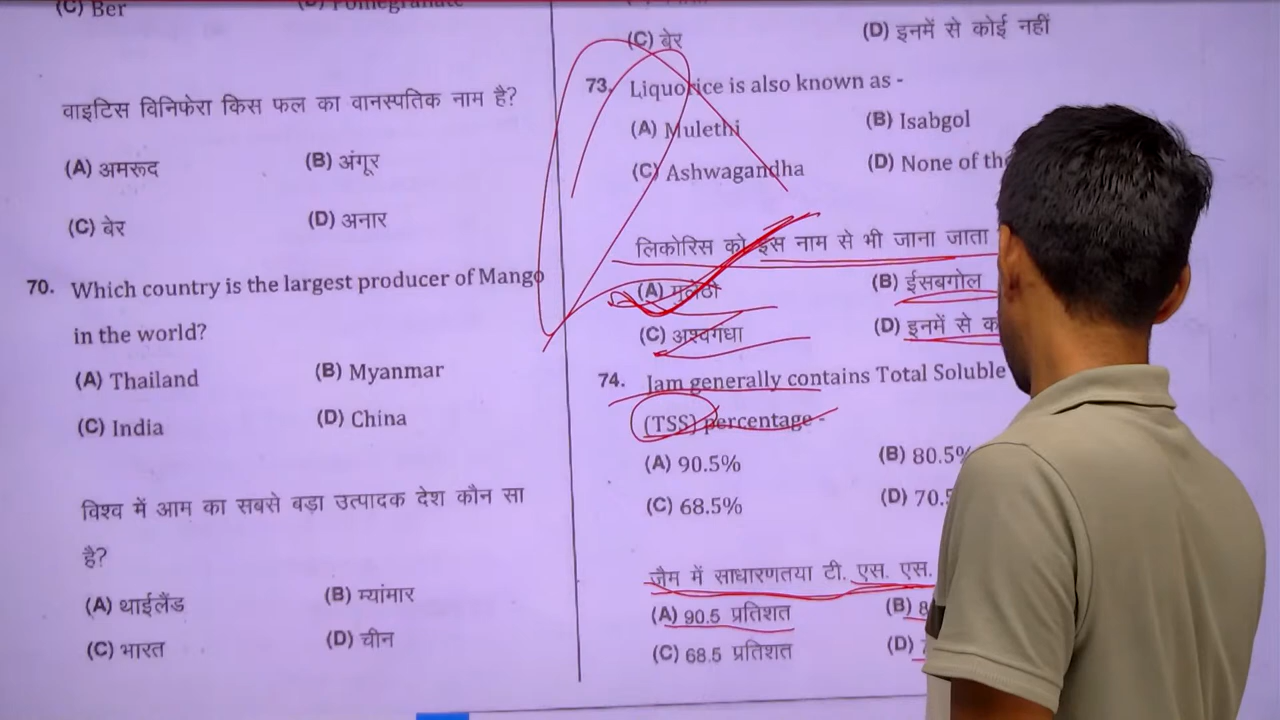 (C) Ber
(D) Pomegranate
वाइटिस विनिफेरा किस फल का वानस्पतिक नाम है?
(A) अमरूद
(B) अंगूर
(C) बेर
(D) अनार
70. Which country is the largest producer of Mango
in the world?
(A) Thailand
(B) Myanmar
(C) India
(D) China
विश्व में आम का सबसे बड़ा उत्पादक देश कौन सा
है?
(A) थाईलैंड
(B) म्यांमार
(C) भारत
(D) चीन
(C) बेर
(D) इनमें से कोई नहीं
73. Liquorice is also known as -
(A) Mulethi
(B) Isabgol
(C) Ashwagandha
(D) None of
लिकोरिस को इस नाम से भी जाना जाता
(A) मुलेठी
(B) ईसबगोल
(C) अश्वगंधा
(D) इनमें से
74. Jam generally contains Total Soluble
(TSS) percentage -
(A) 90.5%
(B) 80.5%
(C) 68.5%
(D) 70.5
जैम में साधारणतया टी. एस. एस.
(A) 90.5 प्रतिशत
(B) 8
(C) 68.5 प्रतिशत
(D) 7